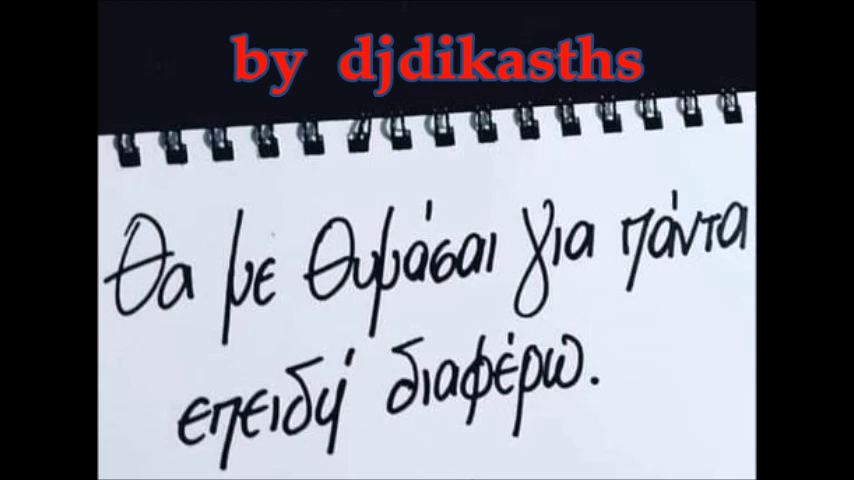 by djdikasths
θα με θυμάσαι για πάντα
επειδή διαφέρω.